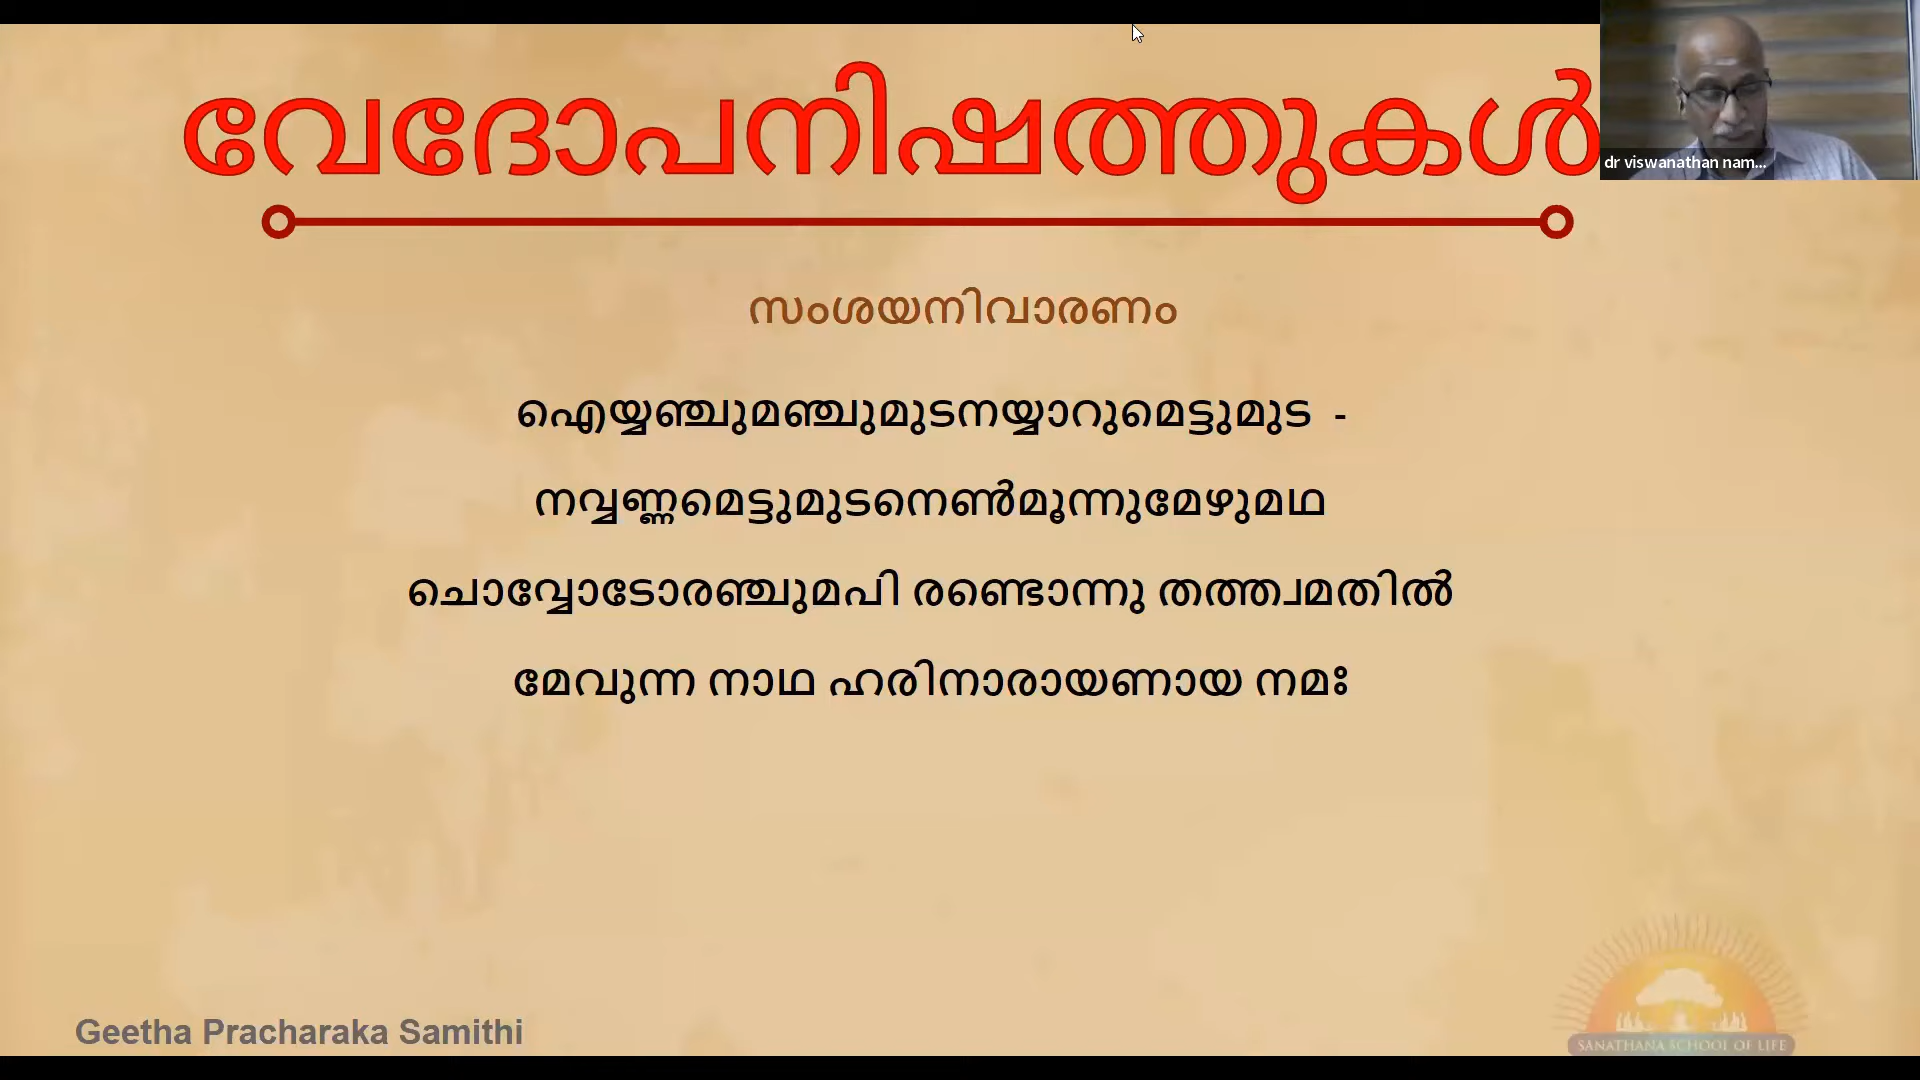 വേദോപനിഷത്തുകൾ
dr viswanathan nam...
സംശയനിവാരണം
ഐയ്യഞ്ചുമഞ്ചുമുടനയ്യാറുമെട്ടുമുട -
നവ്വണ്ണമെട്ടുമുടനെൺമൂന്നുമേഴുമഥ
ചൊവ്വോടോരഞ്ചുമപി രണ്ടൊന്നു തത്ത്വമതിൽ
മേവുന്ന നാഥ ഹരിനാരായണായ നമഃ
Geetha Pracharaka Samithi
SANATHANA SCHOOL OF LIFE